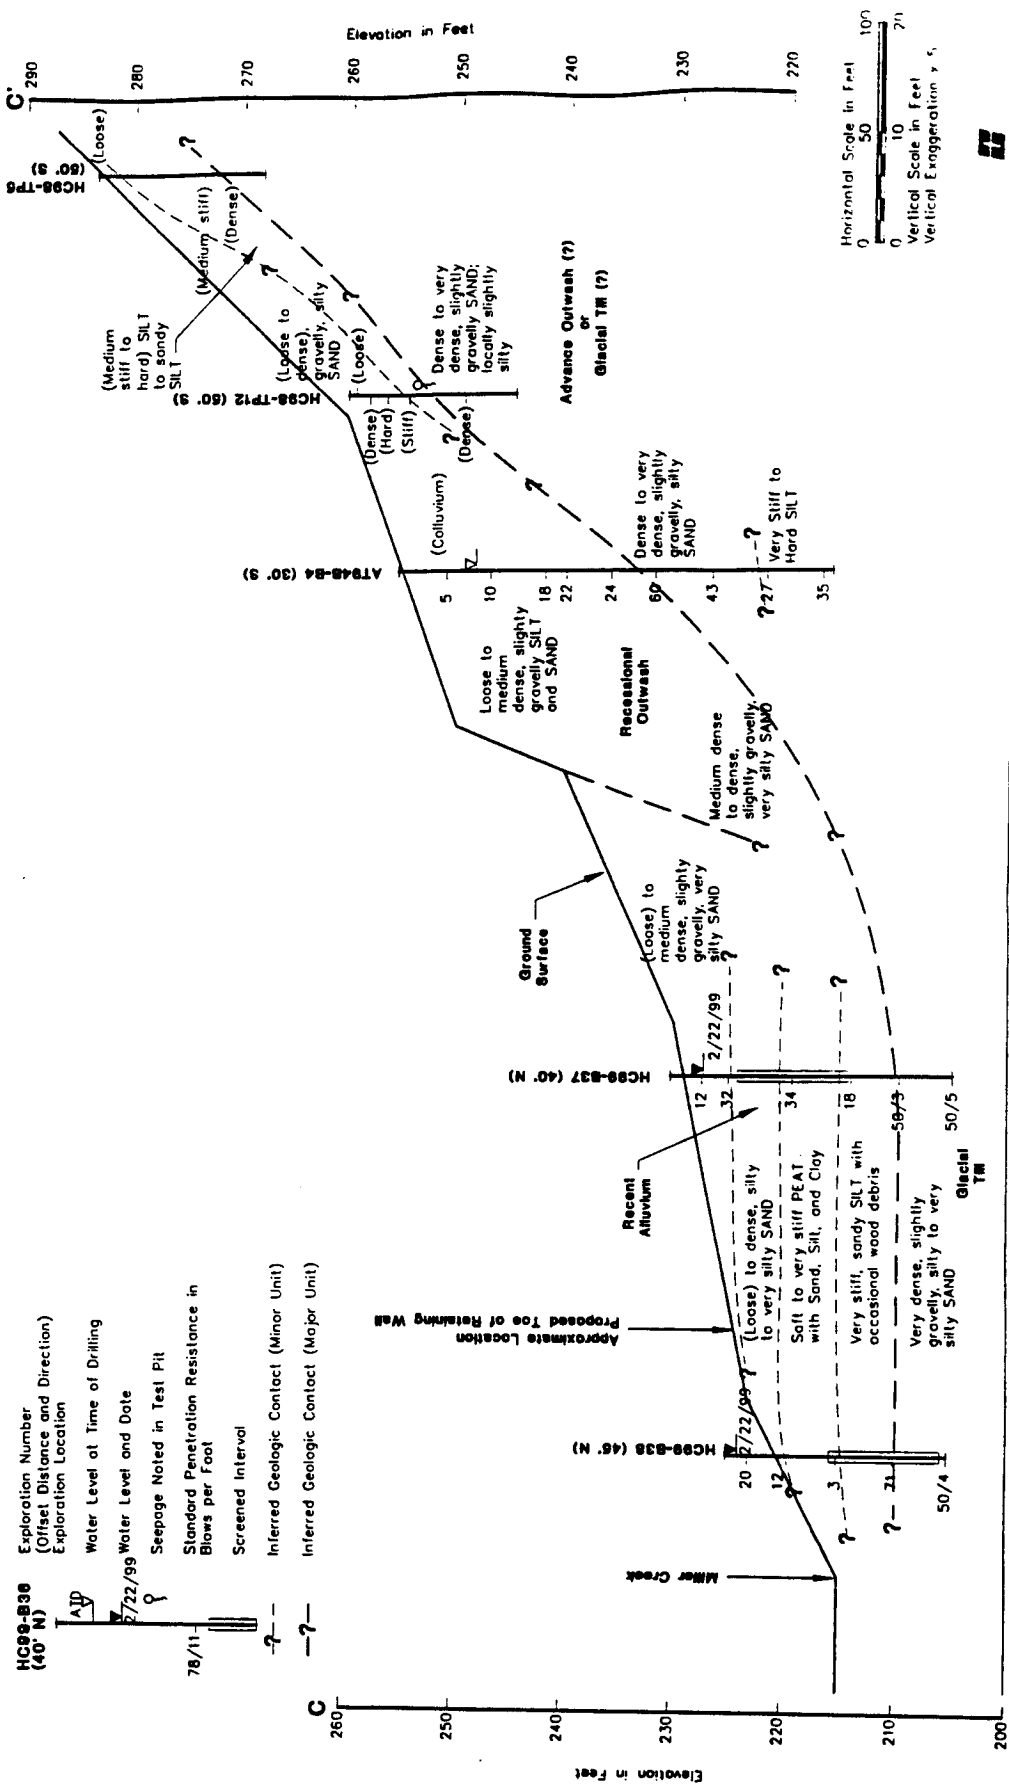 HC99-B36
(40' N)
Exploration Number
(Offset Distance and Direction)
Exploration Location
ATD
Water Level at Time of Drilling
2/22/99
Water Level and Date
Seepage Noted in Test Pit
78/11
Standard Penetration Resistance in
Blows per Foot
Screened Interval
?
Inferred Geologic Contact (Minor Unit)
?
Inferred Geologic Contact (Major Unit)
C
260
250
240
230
220
210
200
Elevation in Feet
C'
290
280
270
260
250
240
230
220
Elevation in Feet
Miller Creek
HC99-B38 (45' N)
2/22/99
20
12
3
21
50/4
Approximate Location
Proposed Toe of Retaining Wall
Recent
Alluvium
(Loose) to dense, silty
to very silty SAND
Soft to very stiff PEAT
with Sand, Silt, and Clay
Very stiff, sandy SILT with
occasional wood debris
Very dense, slightly
gravelly, silty to very
silty SAND
Glacial
Till
HC99-B37 (40' N)
2/22/99
12
32
34
18
50/3
50/5
Ground
Surface
(Loose) to
medium
dense, slighty
gravelly, very
silty SAND
Medium dense
to dense,
slightly gravelly,
very silty SAND
Recessional
Outwash
Loose to
medium
dense, slighty
gravelly SILT
and SAND
AT94B-B4 (30' S)
(Colluvium)
5
10
18
22
24
60
43
27
35
Dense to very
dense, slightly
gravelly, silty
SAND
Very Stiff to
Hard SILT
HC98-TP12 (50' S)
(Dense)
(Hard)
(Stiff)
(Dense)
(Loose)
(Loose to
dense),
gravelly, silty
SAND
(Medium
stiff to
hard) SILT
to sandy
SILT
Dense to very
dense, slightly
gravelly SAND;
locally slightly
silty
Advance Outwash (?)
or
Glacial Till (?)
HC98-TP6
(50' S)
(Loose)
(Medium stiff)
(Dense)
Horizontal Scale in Feet
0 50 100
0 10 20
Vertical Scale in Feet
Vertical Exaggeration x 5